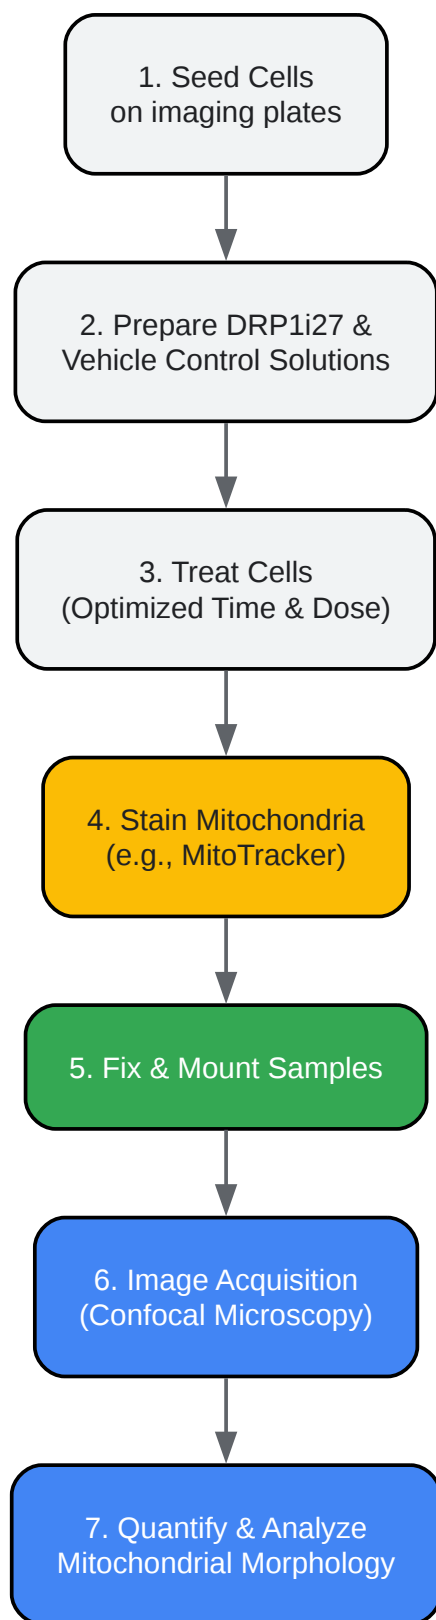 1. Seed Cells
on imaging plates
2. Prepare DRP1i27 &
Vehicle Control Solutions
3. Treat Cells
(Optimized Time & Dose)
4. Stain Mitochondria
(e.g., MitoTracker)
5. Fix & Mount Samples
6. Image Acquisition
(Confocal Microscopy)
7. Quantify & Analyze
Mitochondrial Morphology